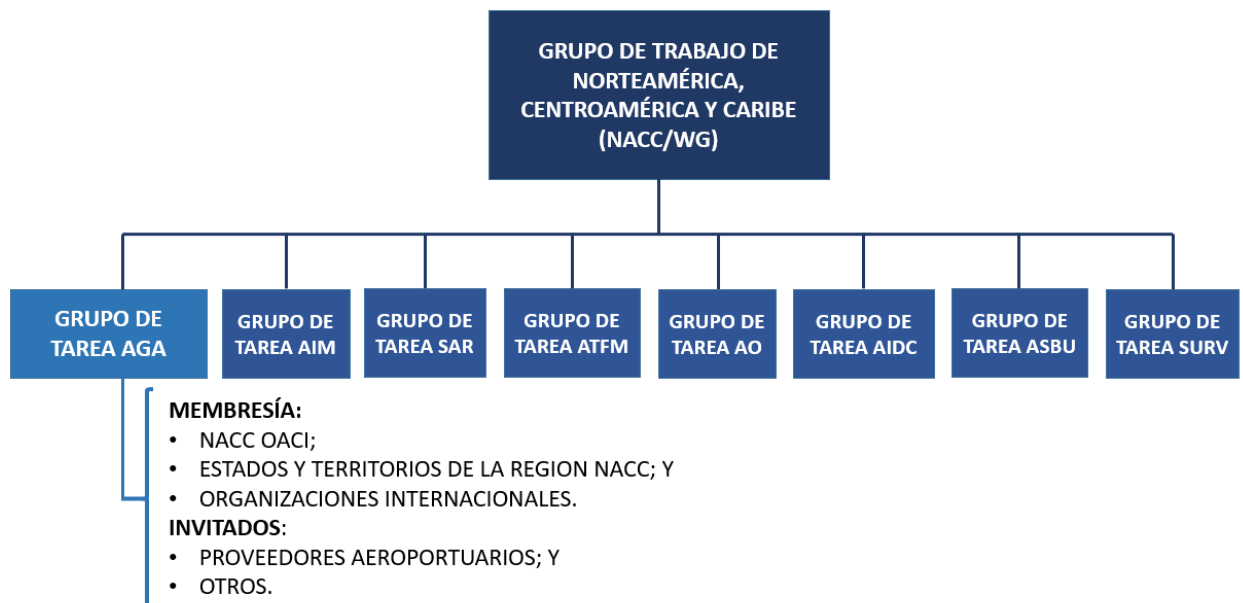 GRUPO DE TRABAJO DE
NORTEAMÉRICA,
CENTROAMÉRICA Y CARIBE
(NACC/WG)
GRUPO DE
TAREA AGA
GRUPO DE
TAREA AIM
GRUPO DE
TAREA SAR
GRUPO DE
TAREA ATFM
GRUPO DE
TAREA AO
GRUPO DE
TAREA AIDC
GRUPO DE
TAREA ASBU
GRUPO DE
TAREA SURV
MEMBRESÍA:
• NACC OACI;
• ESTADOS Y TERRITORIOS DE LA REGION NACC; Y
• ORGANIZACIONES INTERNACIONALES.
INVITADOS:
• PROVEEDORES AEROPORTUARIOS; Y
• OTROS.